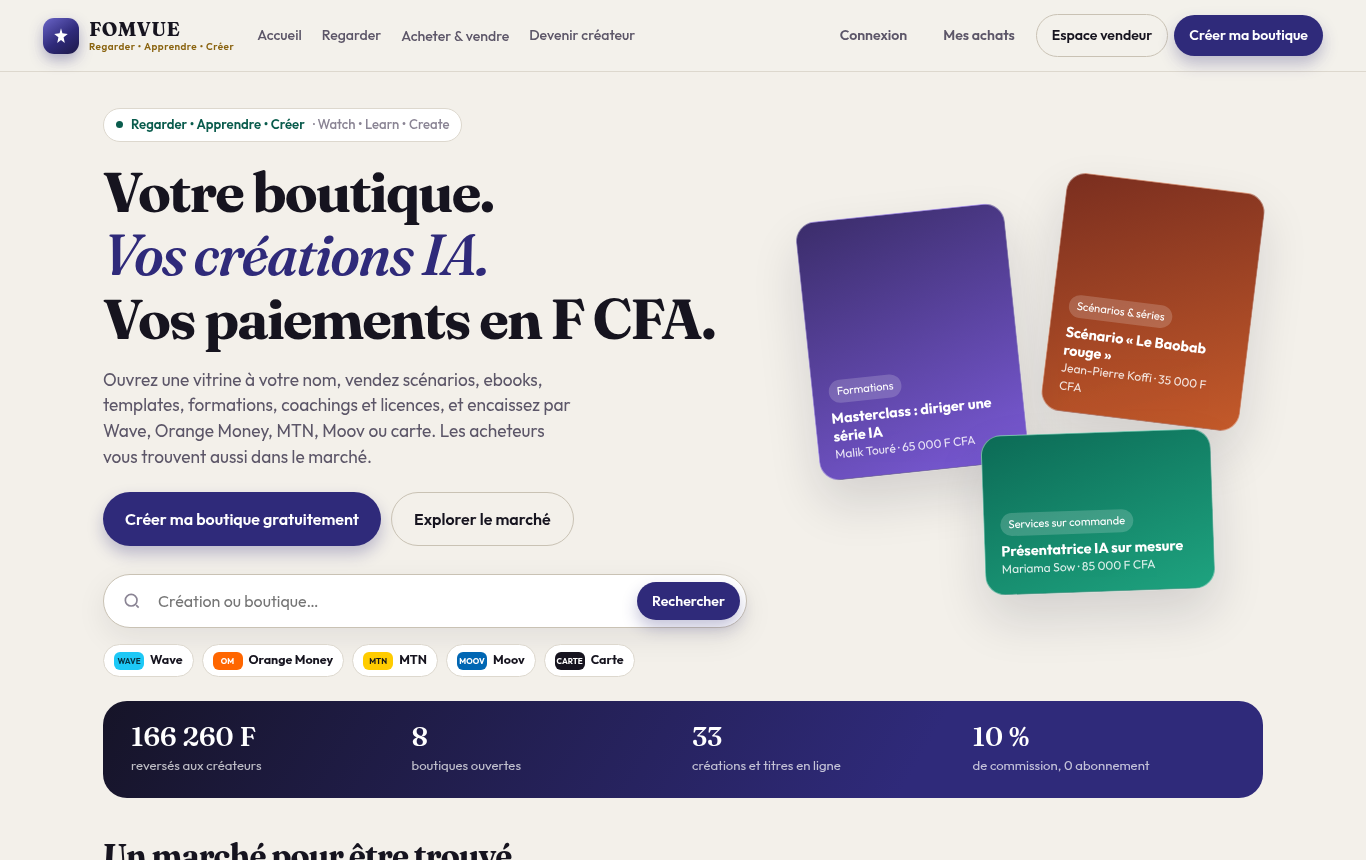 FOMVUE
Regarder • Apprendre • Créer
Accueil
Regarder
Acheter & vendre
Devenir créateur
Connexion
Mes achats
Espace vendeur
Créer ma boutique
Regarder • Apprendre • Créer · Watch • Learn • Create
Votre boutique.
Vos créations IA.
Vos paiements en F CFA.
Ouvrez une vitrine à votre nom, vendez scénarios, ebooks,
templates, formations, coachings et licences, et encaissez par
Wave, Orange Money, MTN, Moov ou carte. Les acheteurs
vous trouvent aussi dans le marché.
Créer ma boutique gratuitement
Explorer le marché
Création ou boutique...
Rechercher
WAVE Wave
OM Orange Money
MTN MTN
MOOV Moov
CARTE Carte
Formations
Masterclass : diriger une
série IA
Malik Touré · 65 000 F CFA
Scénarios & séries
Scénario « Le Baobab
rouge »
Jean-Pierre Koffi · 35 000 F
CFA
Services sur commande
Présentatrice IA sur mesure
Mariama Sow · 85 000 F CFA
166 260 F
reversés aux créateurs
8
boutiques ouvertes
33
créations et titres en ligne
10 %
de commission, 0 abonnement
Un marché pour être trouvé